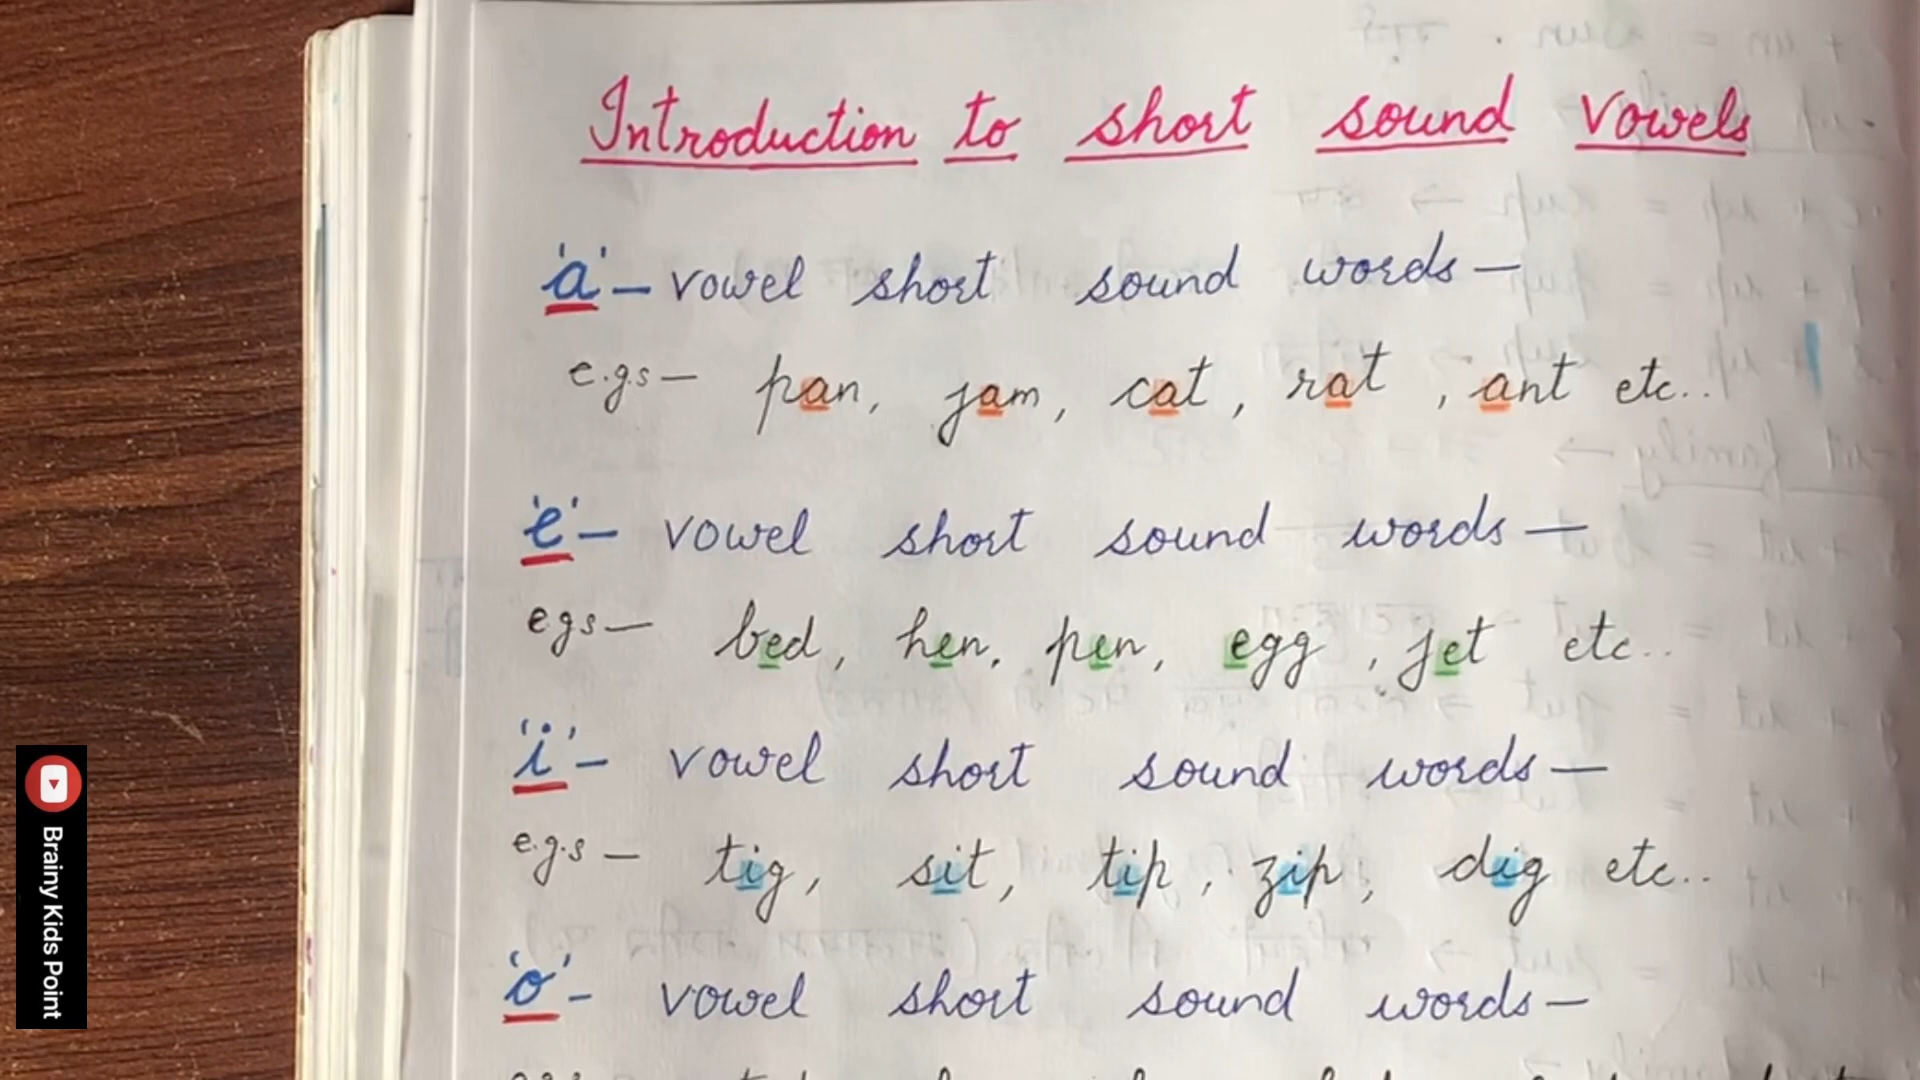 Introduction to short sound vowels
'a' - vowel short sound words -
e.g.s - pan, jam, cat, rat, ant etc..
'e' - vowel short sound words -
egs - bed, hen, pen, egg, jet etc..
'i' - vowel short sound words -
e.g.s - tig, sit, tip, zip, dig etc..
'o' - vowel short sound words -
Brainy Kids Point